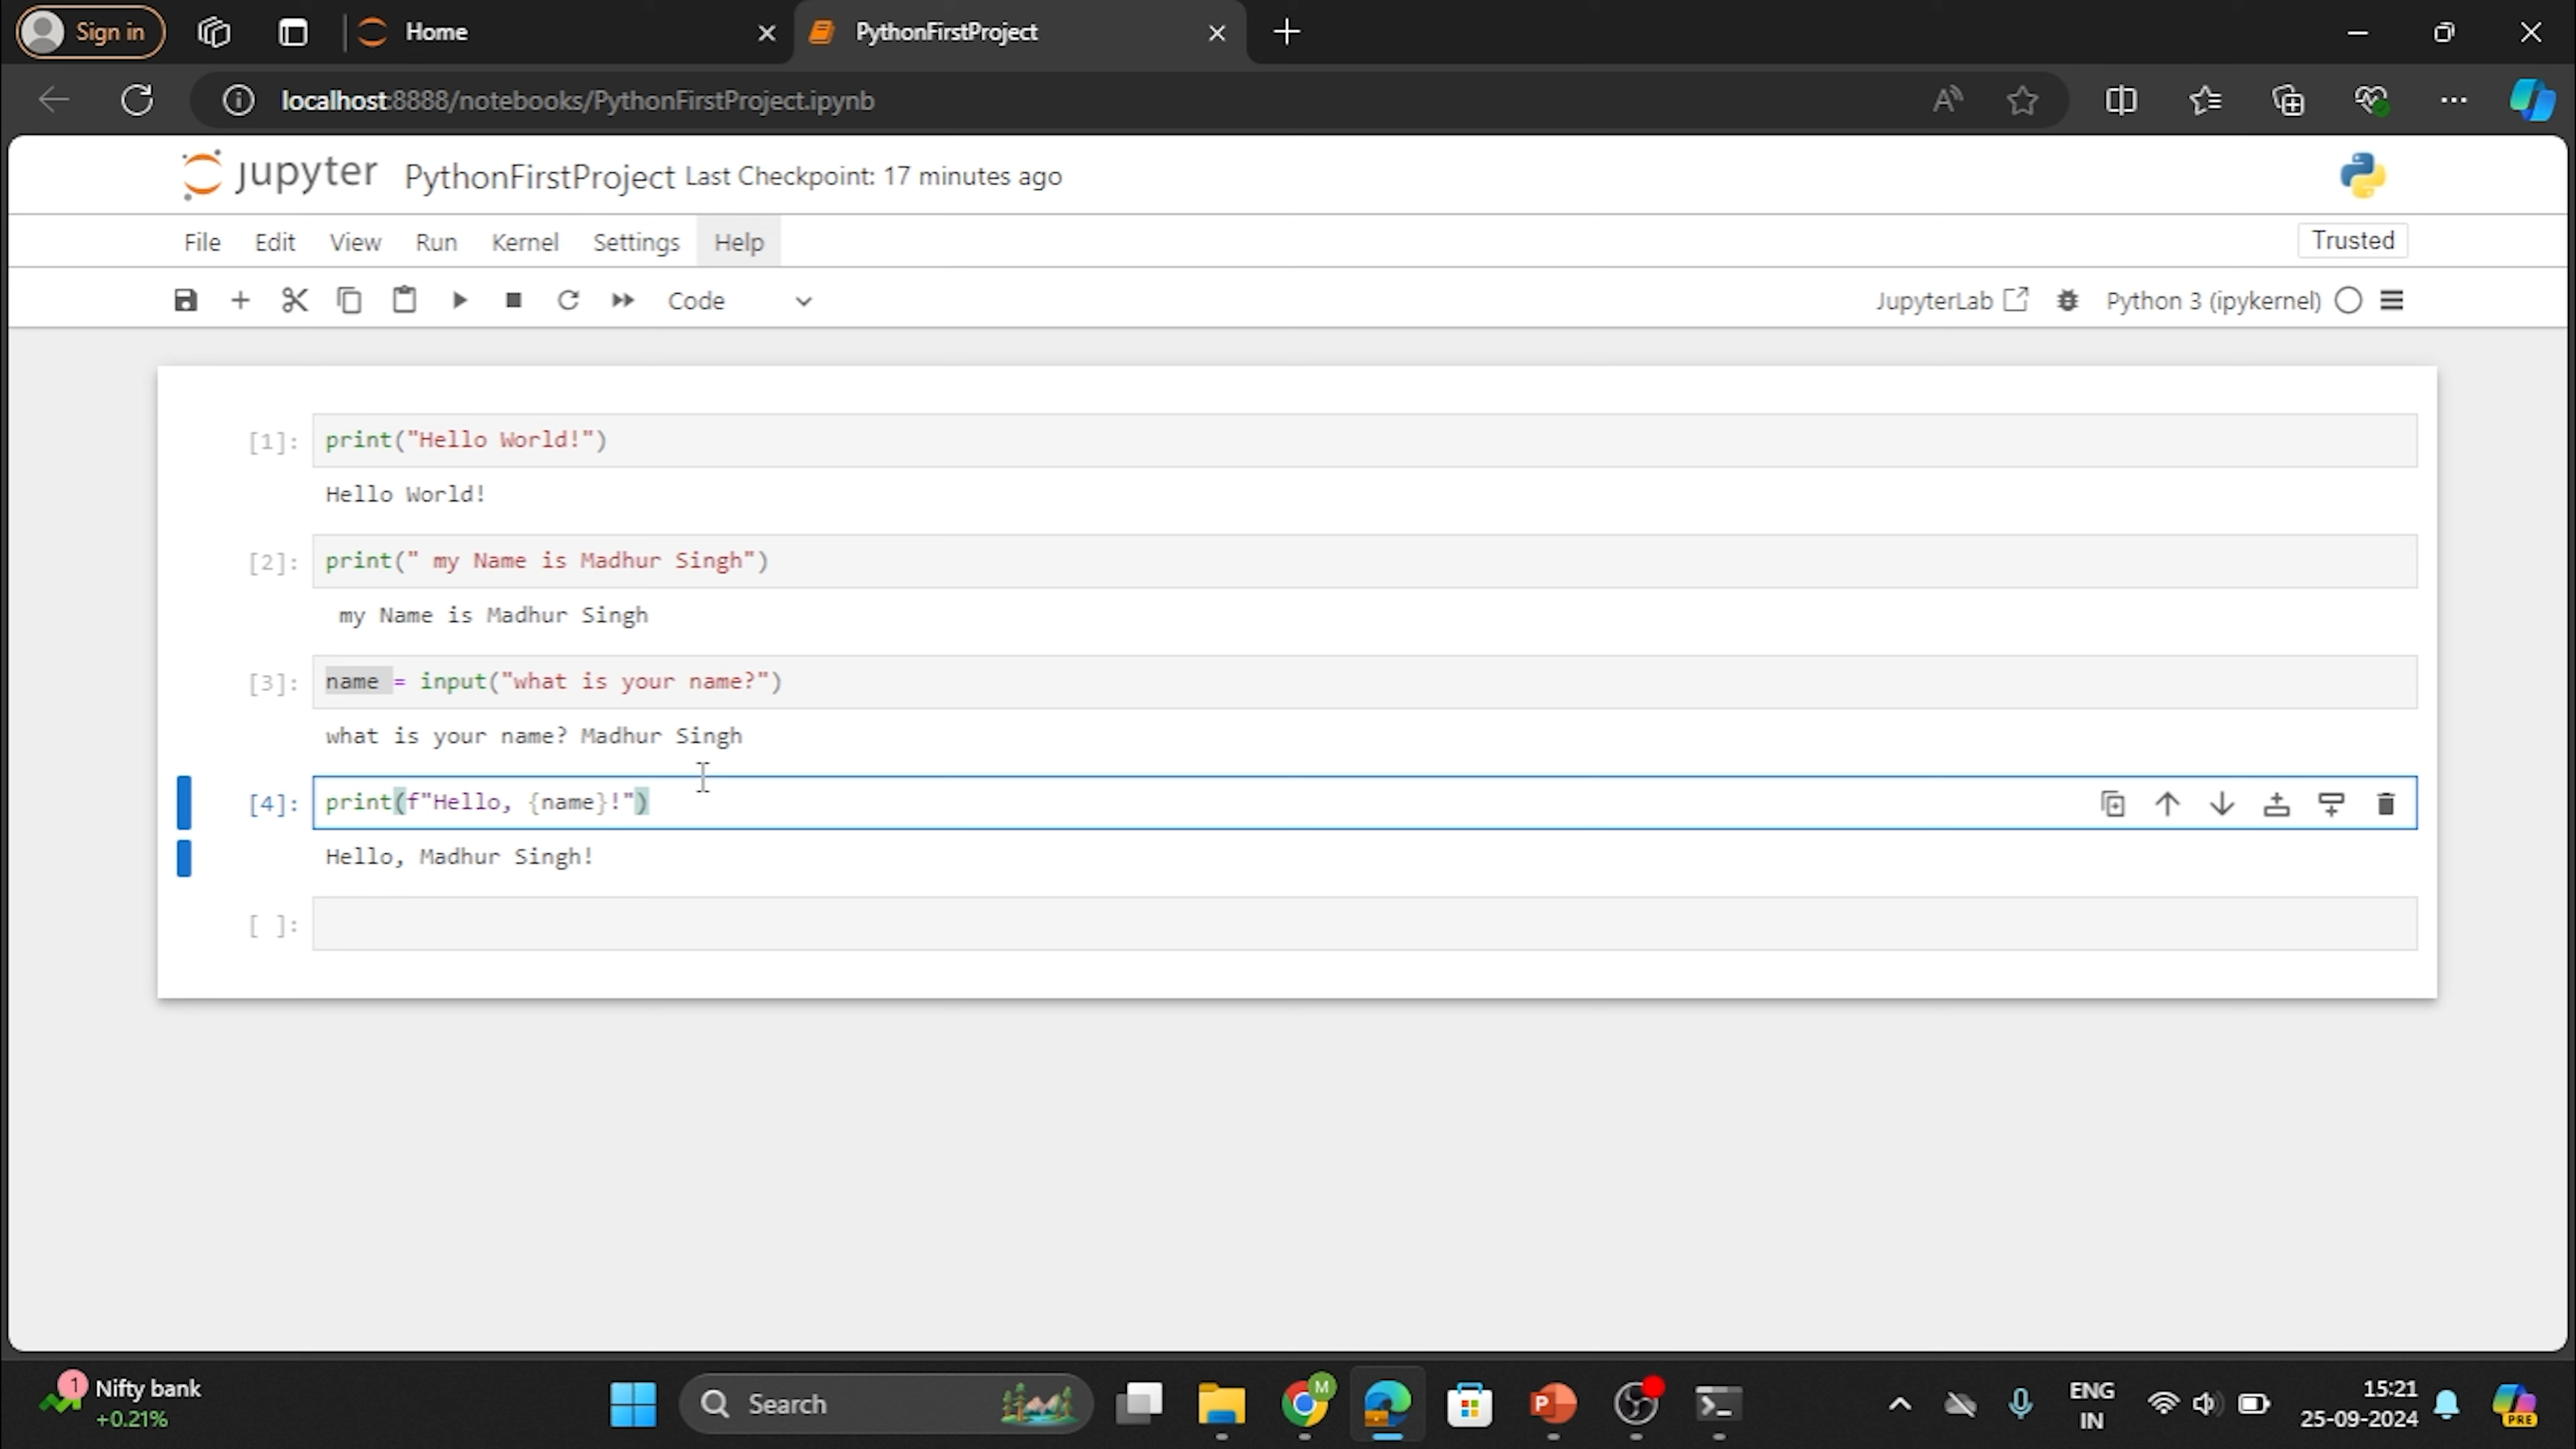 Sign in Home PythonFirstProject
localhost:8888/notebooks/PythonFirstProject.ipynb
jupyter PythonFirstProject Last Checkpoint: 17 minutes ago
File Edit View Run Kernel Settings Help Trusted
Code JupyterLab Python 3 (ipykernel)
[1]: print("Hello World!")
Hello World!
[2]: print(" my Name is Madhur Singh")
my Name is Madhur Singh
[3]: name = input("what is your name?")
what is your name? Madhur Singh
[4]: print(f"Hello, {name}!")
Hello, Madhur Singh!
[ ]:
1 Nifty bank
+0.21%
Search
M
P
ENG
IN
15:21
25-09-2024
PRE